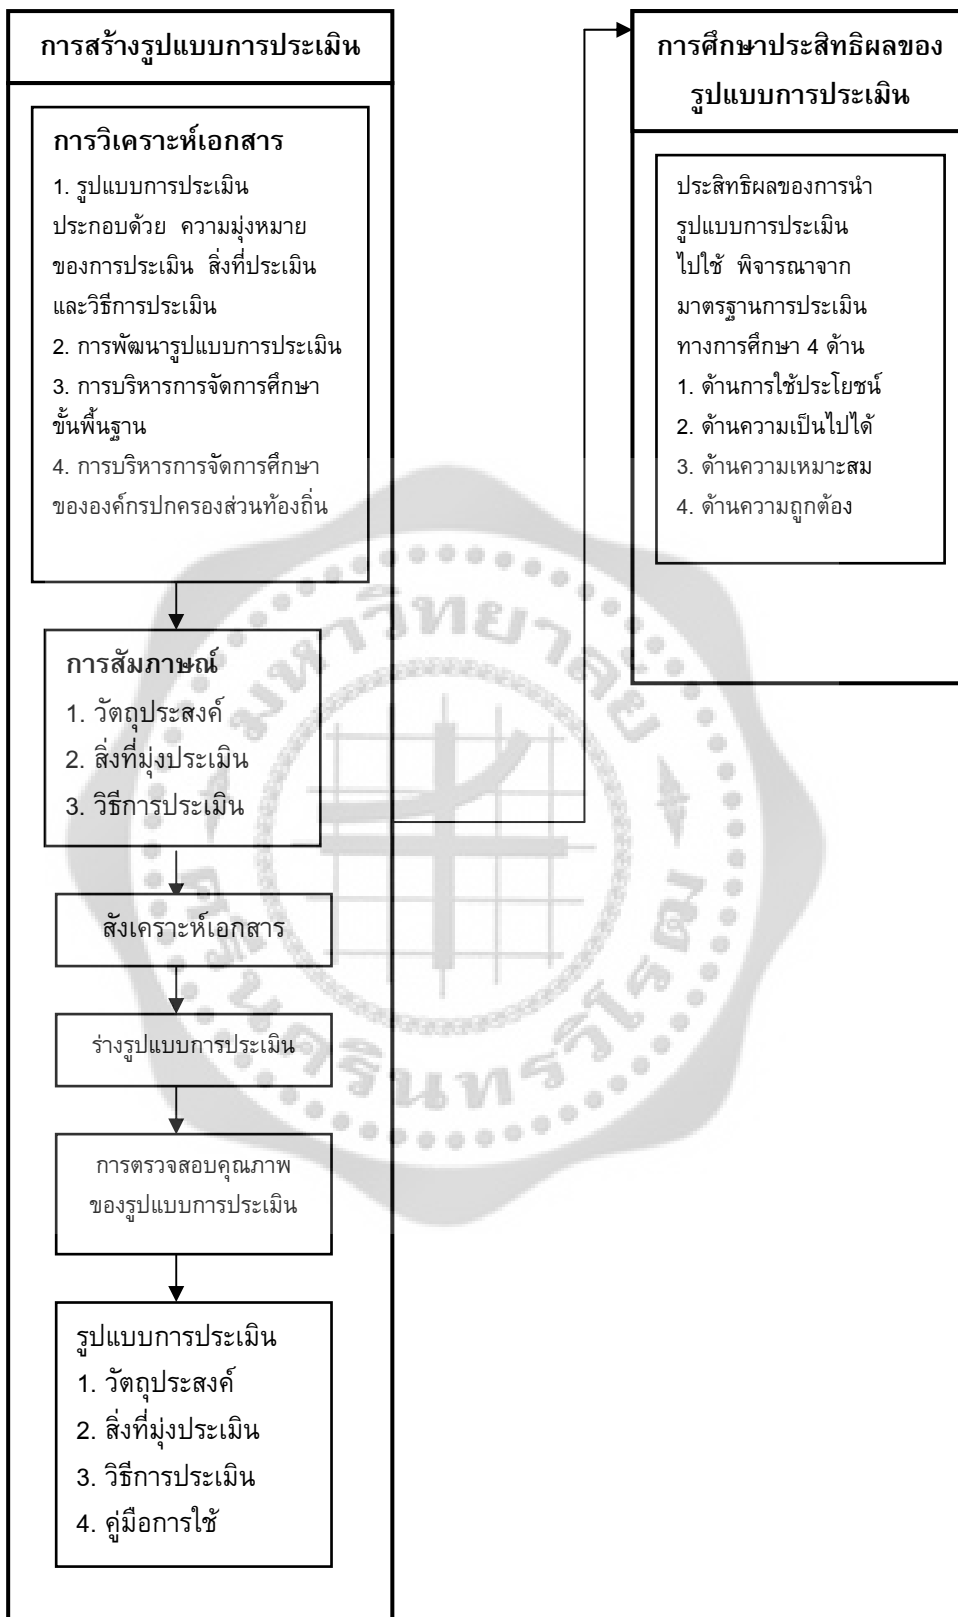 การสร้างรูปแบบการประเมิน
การวิเคราะห์เอกสาร
1. รูปแบบการประเมิน
ประกอบด้วย ความมุ่งหมาย
ของการประเมิน สิ่งที่ประเมิน
และวิธีการประเมิน
2. การพัฒนารูปแบบการประเมิน
3. การบริหารการจัดการศึกษา
ขั้นพื้นฐาน
4. การบริหารการจัดการศึกษา
ขององค์กรปกครองส่วนท้องถิ่น
การสัมภาษณ์
1. วัตถุประสงค์
2. สิ่งที่มุ่งประเมิน
3. วิธีการประเมิน
สังเคราะห์เอกสาร
ร่างรูปแบบการประเมิน
การตรวจสอบคุณภาพ
ของรูปแบบการประเมิน
รูปแบบการประเมิน
1. วัตถุประสงค์
2. สิ่งที่มุ่งประเมิน
3. วิธีการประเมิน
4. คู่มือการใช้
การศึกษาประสิทธิผลของ
รูปแบบการประเมิน
ประสิทธิผลของการนำ
รูปแบบการประเมิน
ไปใช้ พิจารณาจาก
มาตรฐานการประเมิน
ทางการศึกษา 4 ด้าน
1. ด้านการใช้ประโยชน์
2. ด้านความเป็นไปได้
3. ด้านความเหมาะสม
4. ด้านความถูกต้อง
มหาวิทยาลัย
ศรีนครินทรวิโรฒ